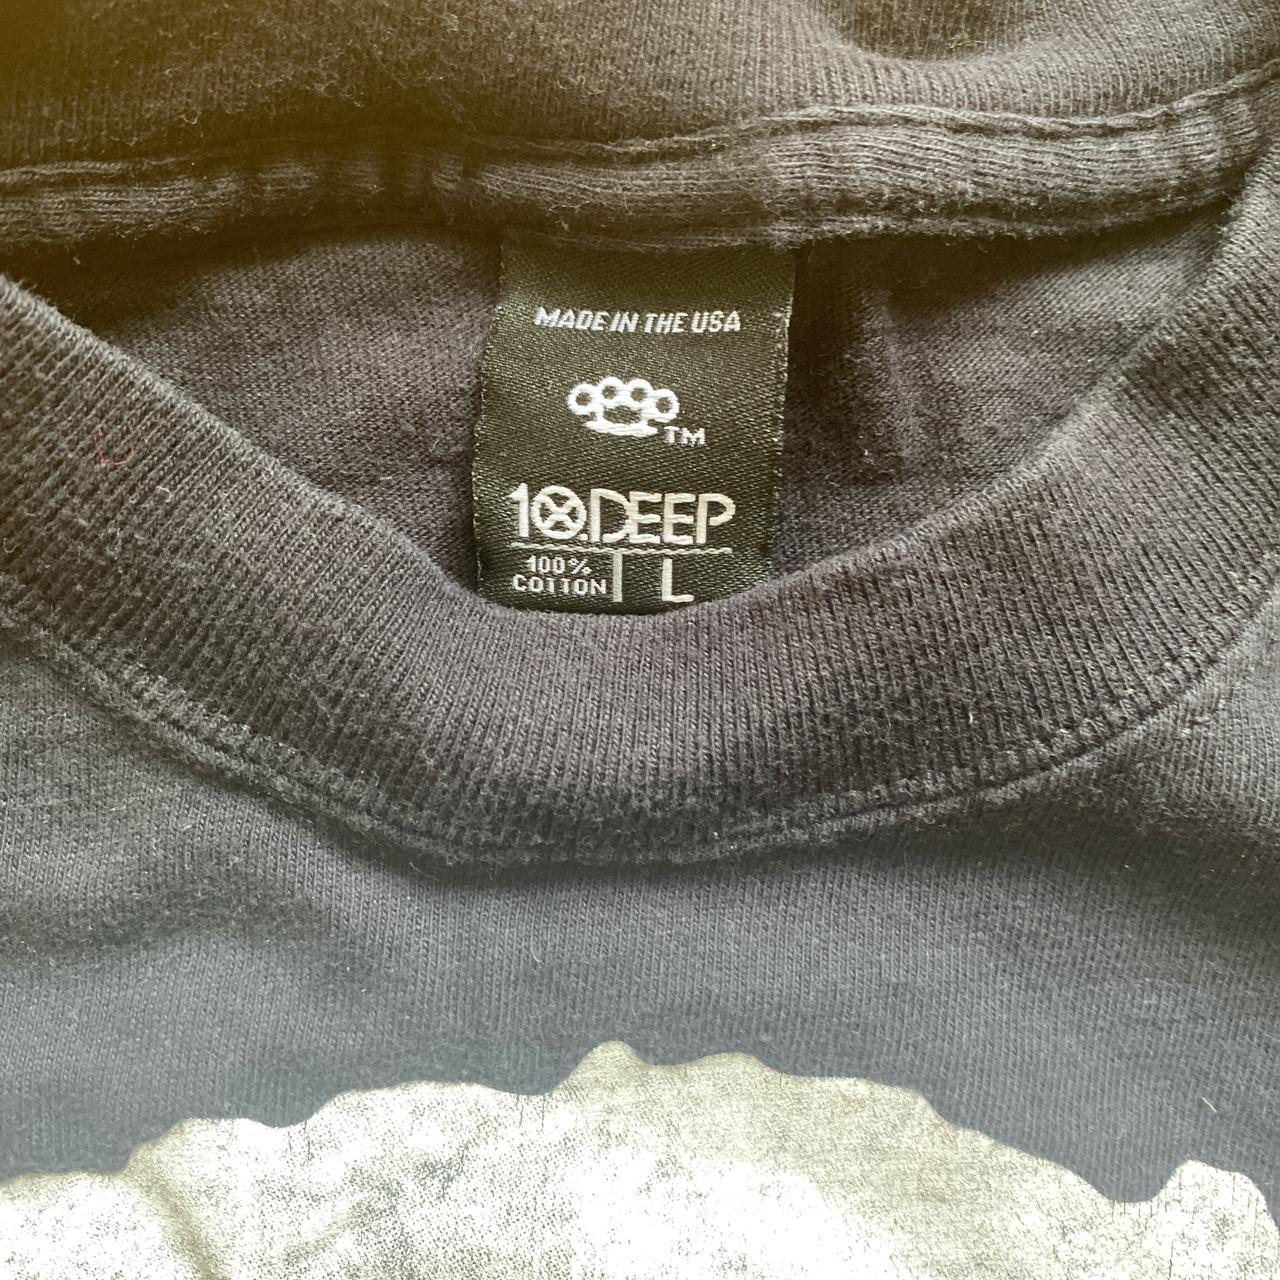 MADE IN THE USA
TM
10.DEEP
100%
COTTON
L